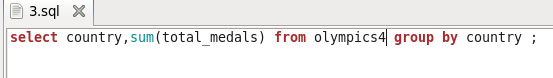 3.sql
select country,sum(total_medals) from olympics4 group by country ;